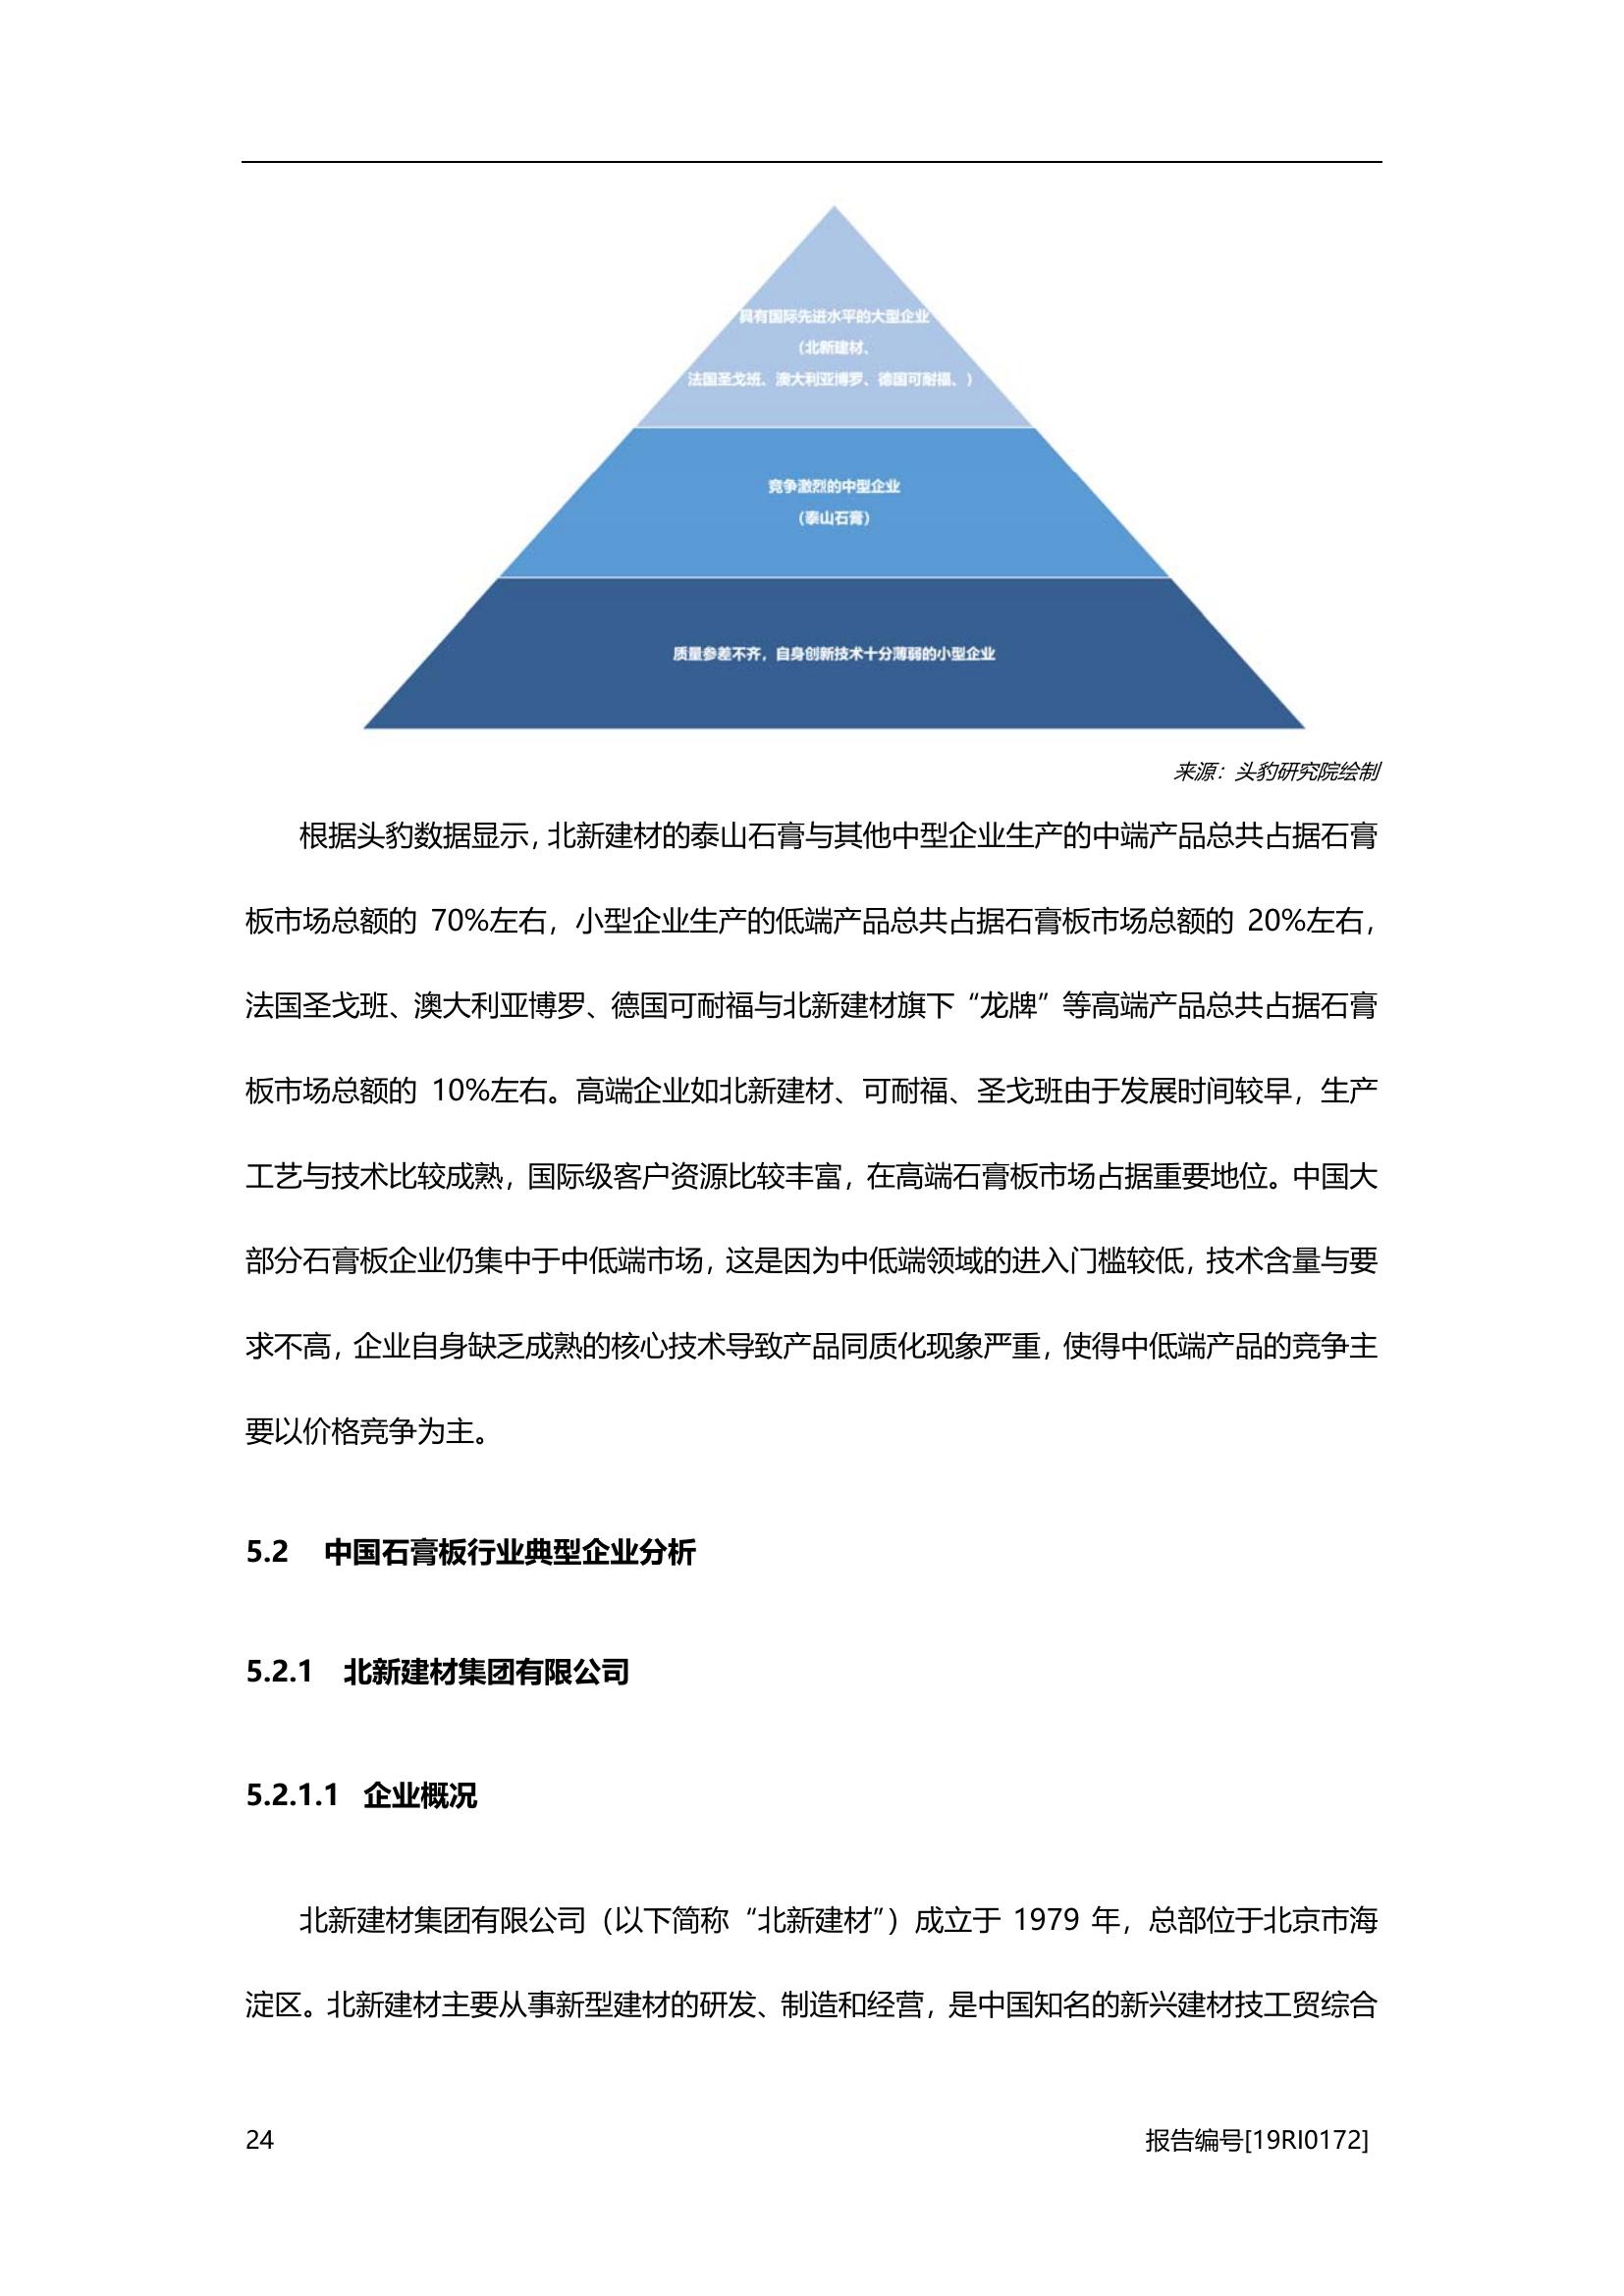 具有国际先进水平的大型企业
（北新建材、
法国圣戈班、澳大利亚博罗、德国可耐福、）
竞争激烈的中型企业
（泰山石膏）
质量参差不齐，自身创新技术十分薄弱的小型企业
来源：头豹研究院绘制
根据头豹数据显示，北新建材的泰山石膏与其他中型企业生产的中端产品总共占据石膏
板市场总额的 70%左右，小型企业生产的低端产品总共占据石膏板市场总额的 20%左右，
法国圣戈班、澳大利亚博罗、德国可耐福与北新建材旗下“龙牌”等高端产品总共占据石膏
板市场总额的 10%左右。高端企业如北新建材、可耐福、圣戈班由于发展时间较早，生产
工艺与技术比较成熟，国际级客户资源比较丰富，在高端石膏板市场占据重要地位。中国大
部分石膏板企业仍集中于中低端市场，这是因为中低端领域的进入门槛较低，技术含量与要
求不高，企业自身缺乏成熟的核心技术导致产品同质化现象严重，使得中低端产品的竞争主
要以价格竞争为主。
5.2 中国石膏板行业典型企业分析
5.2.1 北新建材集团有限公司
5.2.1.1 企业概况
北新建材集团有限公司（以下简称“北新建材”）成立于 1979 年，总部位于北京市海
淀区。北新建材主要从事新型建材的研发、制造和经营，是中国知名的新兴建材技工贸综合
24 报告编号[19RI0172]